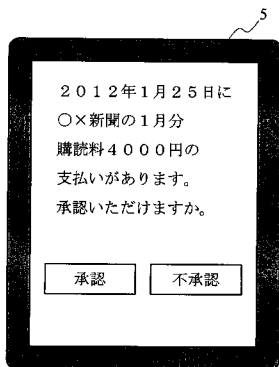 5
２０１２年１月２５日に
○×新聞の１月分
購読料４０００円の
支払いがあります。
承認いただけますか。
承認 不承認